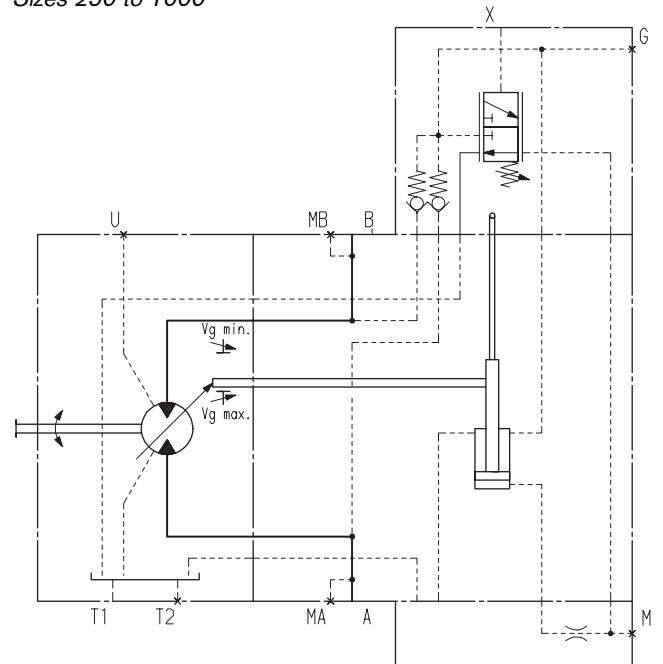 Sizes 250 to 1000
X
G
U
MB
B
Vg min.
Vg max.
T1
T2
MA
A
M